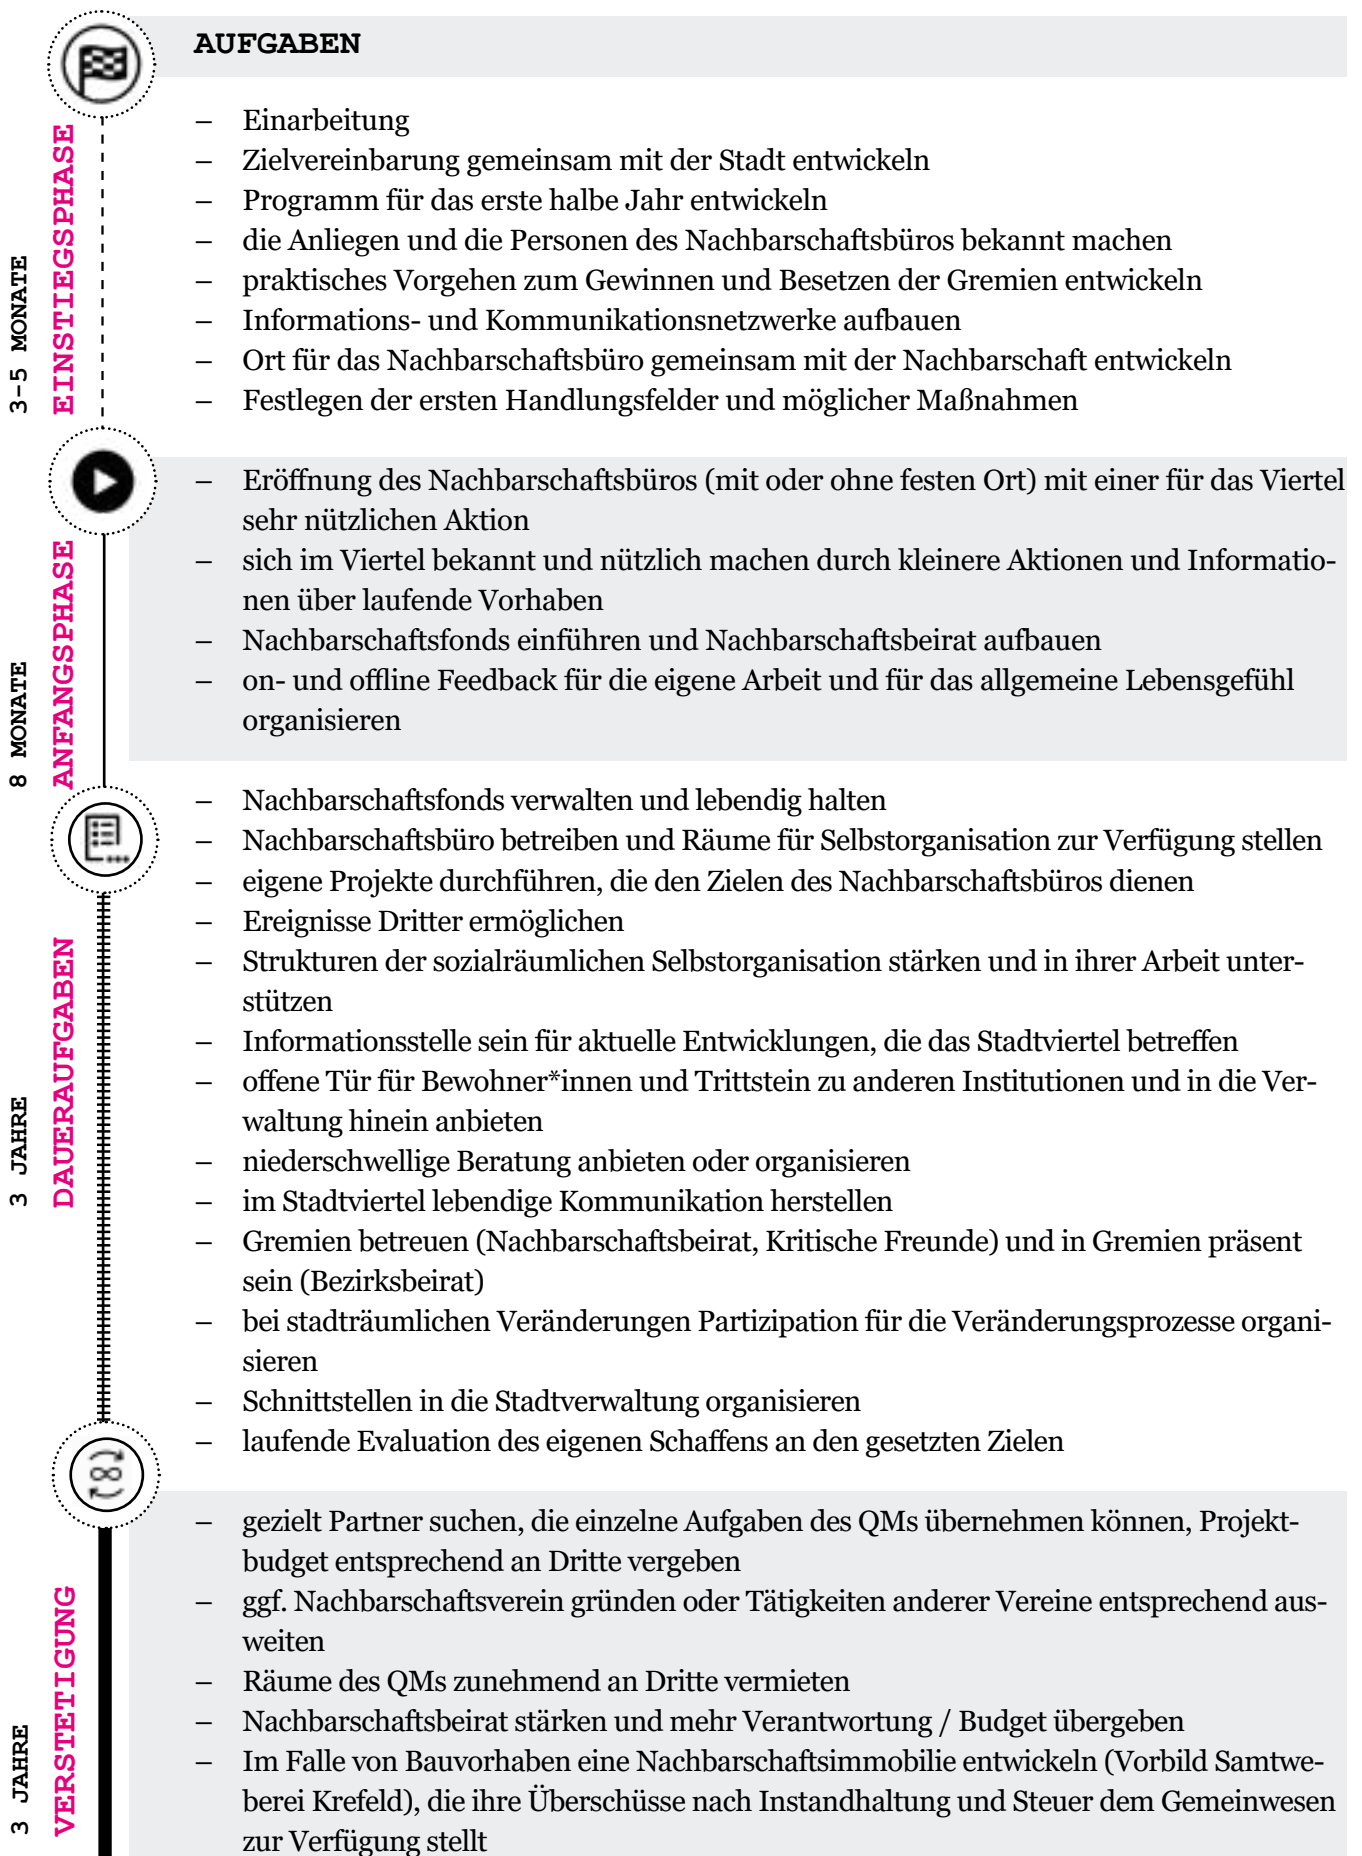 AUFGABEN
3–5 MONATE
EINSTIEGSPHASE
– Einarbeitung
– Zielvereinbarung gemeinsam mit der Stadt entwickeln
– Programm für das erste halbe Jahr entwickeln
– die Anliegen und die Personen des Nachbarschaftsbüros bekannt machen
– praktisches Vorgehen zum Gewinnen und Besetzen der Gremien entwickeln
– Informations- und Kommunikationsnetzwerke aufbauen
– Ort für das Nachbarschaftsbüro gemeinsam mit der Nachbarschaft entwickeln
– Festlegen der ersten Handlungsfelder und möglicher Maßnahmen
8 MONATE
ANFANGSPHASE
– Eröffnung des Nachbarschaftsbüros (mit oder ohne festen Ort) mit einer für das Viertel
sehr nützlichen Aktion
– sich im Viertel bekannt und nützlich machen durch kleinere Aktionen und Informatio-
nen über laufende Vorhaben
– Nachbarschaftsfonds einführen und Nachbarschaftsbeirat aufbauen
– on- und offline Feedback für die eigene Arbeit und für das allgemeine Lebensgefühl
organisieren
3 JAHRE
DAUERAUFGABEN
– Nachbarschaftsfonds verwalten und lebendig halten
– Nachbarschaftsbüro betreiben und Räume für Selbstorganisation zur Verfügung stellen
– eigene Projekte durchführen, die den Zielen des Nachbarschaftsbüros dienen
– Ereignisse Dritter ermöglichen
– Strukturen der sozialräumlichen Selbstorganisation stärken und in ihrer Arbeit unter-
stützen
– Informationsstelle sein für aktuelle Entwicklungen, die das Stadtviertel betreffen
– offene Tür für Bewohner*innen und Trittstein zu anderen Institutionen und in die Ver-
waltung hinein anbieten
– niederschwellige Beratung anbieten oder organisieren
– im Stadtviertel lebendige Kommunikation herstellen
– Gremien betreuen (Nachbarschaftsbeirat, Kritische Freunde) und in Gremien präsent
sein (Bezirksbeirat)
– bei stadträumlichen Veränderungen Partizipation für die Veränderungsprozesse organi-
sieren
– Schnittstellen in die Stadtverwaltung organisieren
– laufende Evaluation des eigenen Schaffens an den gesetzten Zielen
3 JAHRE
VERSTETIGUNG
– gezielt Partner suchen, die einzelne Aufgaben des QMs übernehmen können, Projekt-
budget entsprechend an Dritte vergeben
– ggf. Nachbarschaftsverein gründen oder Tätigkeiten anderer Vereine entsprechend aus-
weiten
– Räume des QMs zunehmend an Dritte vermieten
– Nachbarschaftsbeirat stärken und mehr Verantwortung / Budget übergeben
– Im Falle von Bauvorhaben eine Nachbarschaftsimmobilie entwickeln (Vorbild Samtwe-
berei Krefeld), die ihre Überschüsse nach Instandhaltung und Steuer dem Gemeinwesen
zur Verfügung stellt